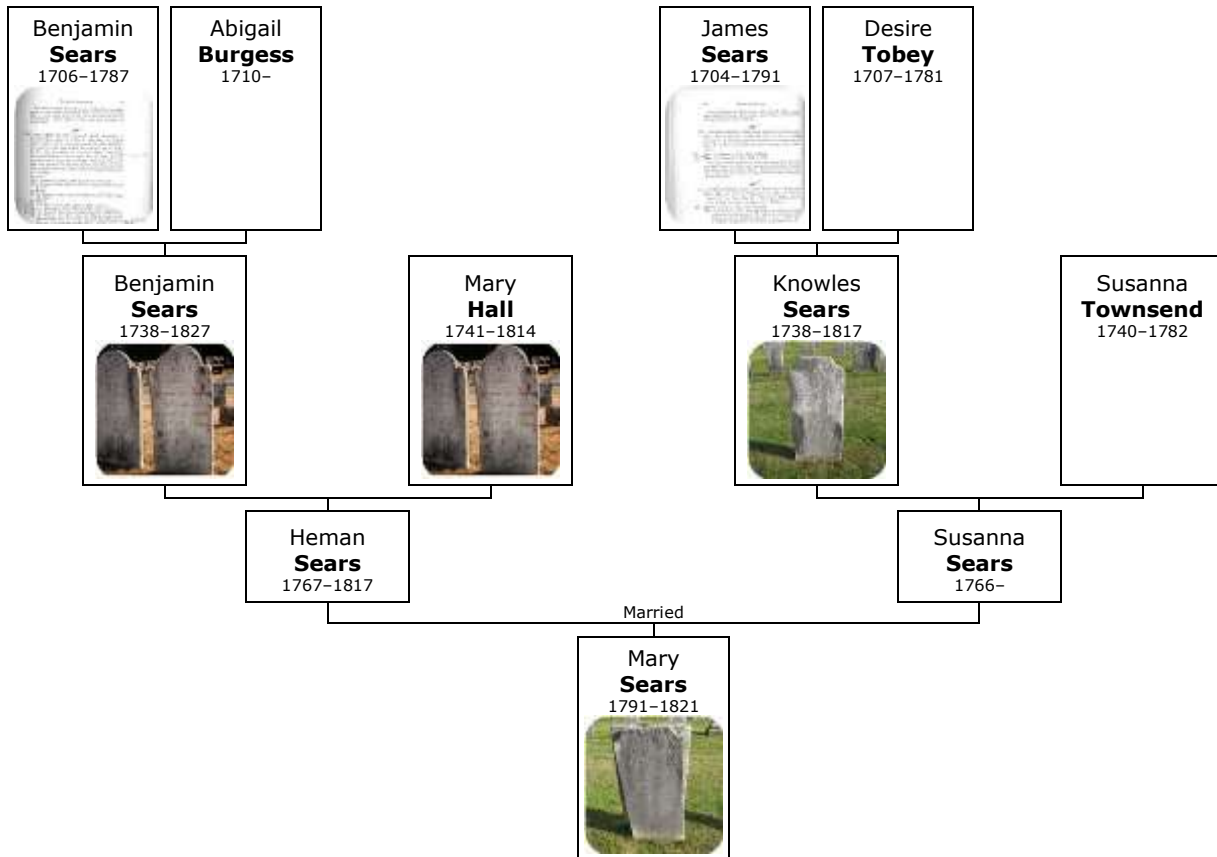 Benjamin
Sears
1706–1787
Abigail
Burgess
1710–
James
Sears
1704–1791
Desire
Tobey
1707–1781
Benjamin
Sears
1738–1827
Mary
Hall
1741–1814
Knowles
Sears
1738–1817
Susanna
Townsend
1740–1782
Heman
Sears
1767–1817
Susanna
Sears
1766–
Married
Mary
Sears
1791–1821